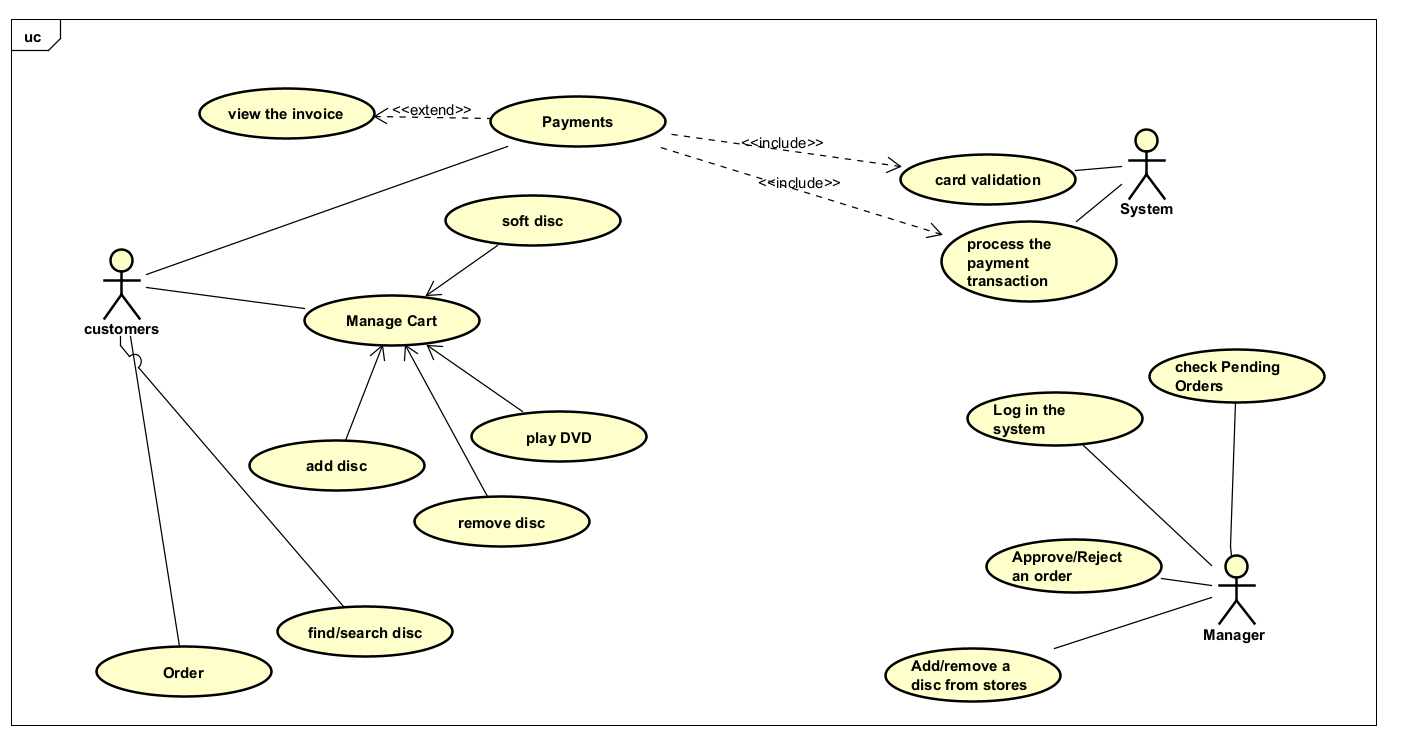 uc
view the invoice
<<extend>>
Payments
<<include>>
<<include>>
card validation
System
process the
payment
transaction
soft disc
customers
Manage Cart
add disc
play DVD
remove disc
find/search disc
Order
check Pending
Orders
Log in the
system
Approve/Reject
an order
Manager
Add/remove a
disc from stores